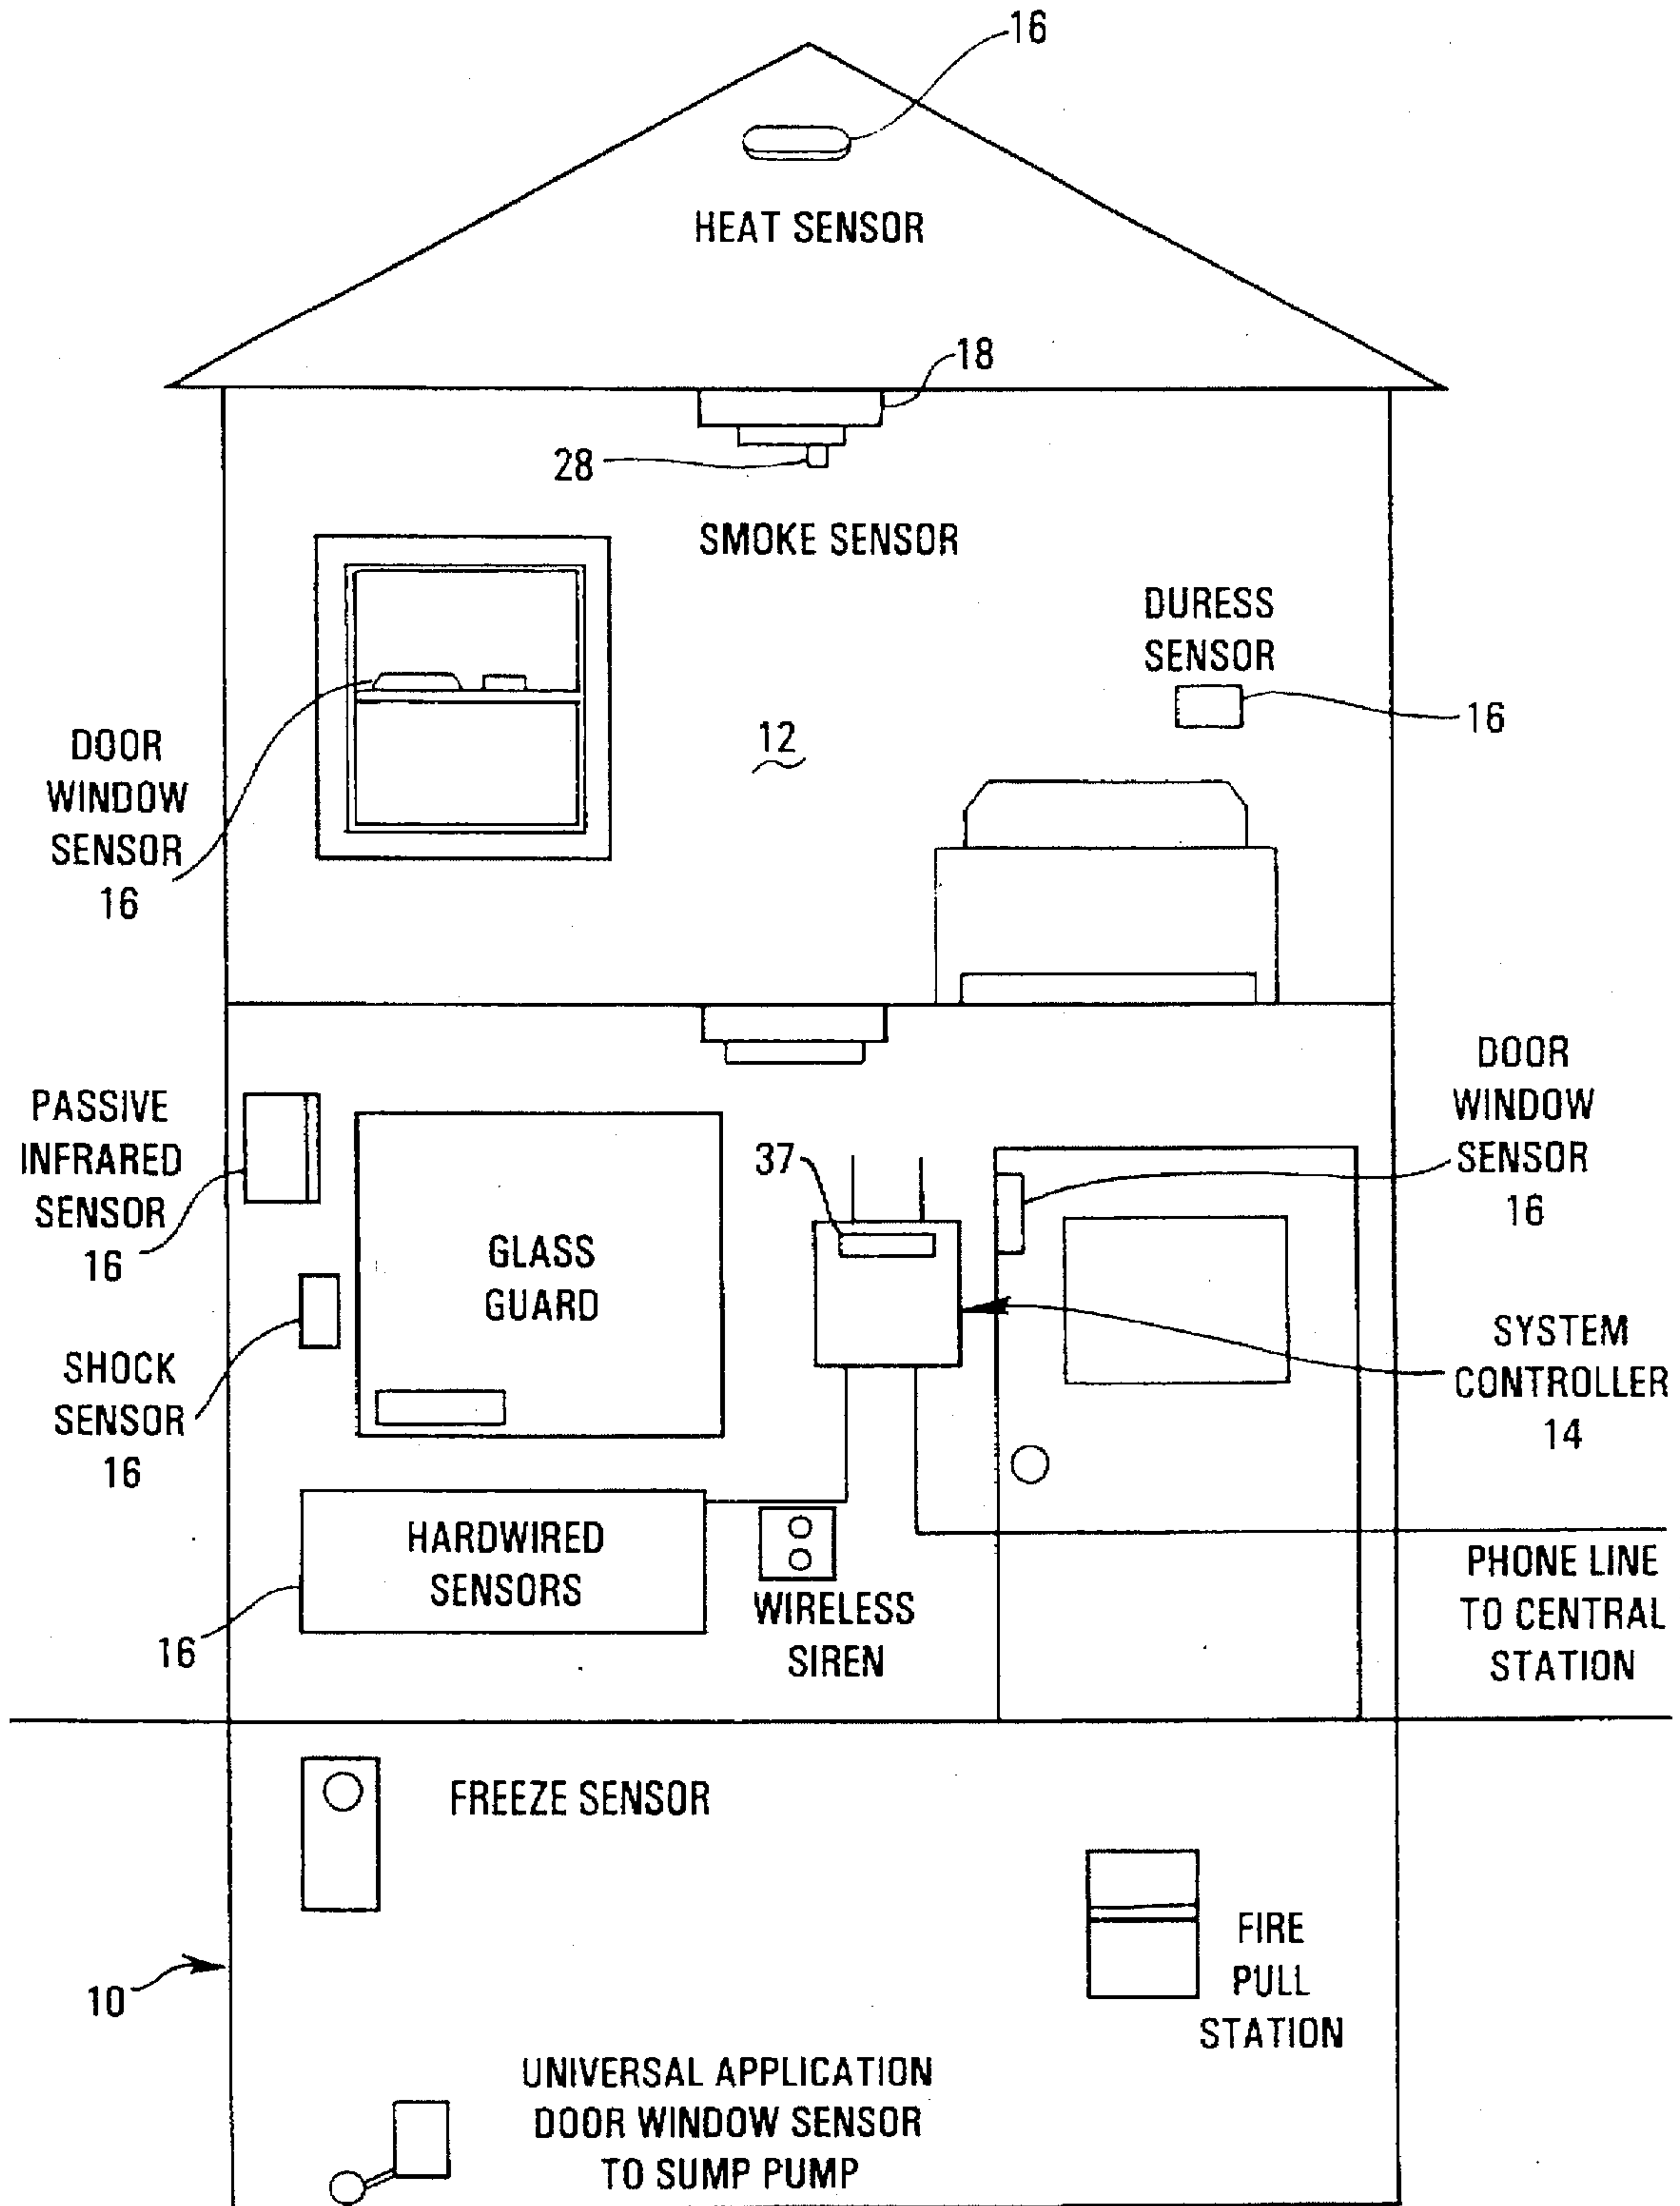 16
HEAT SENSOR
18
28
SMOKE SENSOR
DURESS
SENSOR
16
12
DOOR
WINDOW
SENSOR
16
DOOR
WINDOW
SENSOR
16
PASSIVE
INFRARED
SENSOR
16
37
GLASS
GUARD
SYSTEM
CONTROLLER
14
SHOCK
SENSOR
16
HARDWIRED
SENSORS
16
WIRELESS
SIREN
PHONE LINE
TO CENTRAL
STATION
FREEZE SENSOR
FIRE
PULL
STATION
10
UNIVERSAL APPLICATION
DOOR WINDOW SENSOR
TO SUMP PUMP